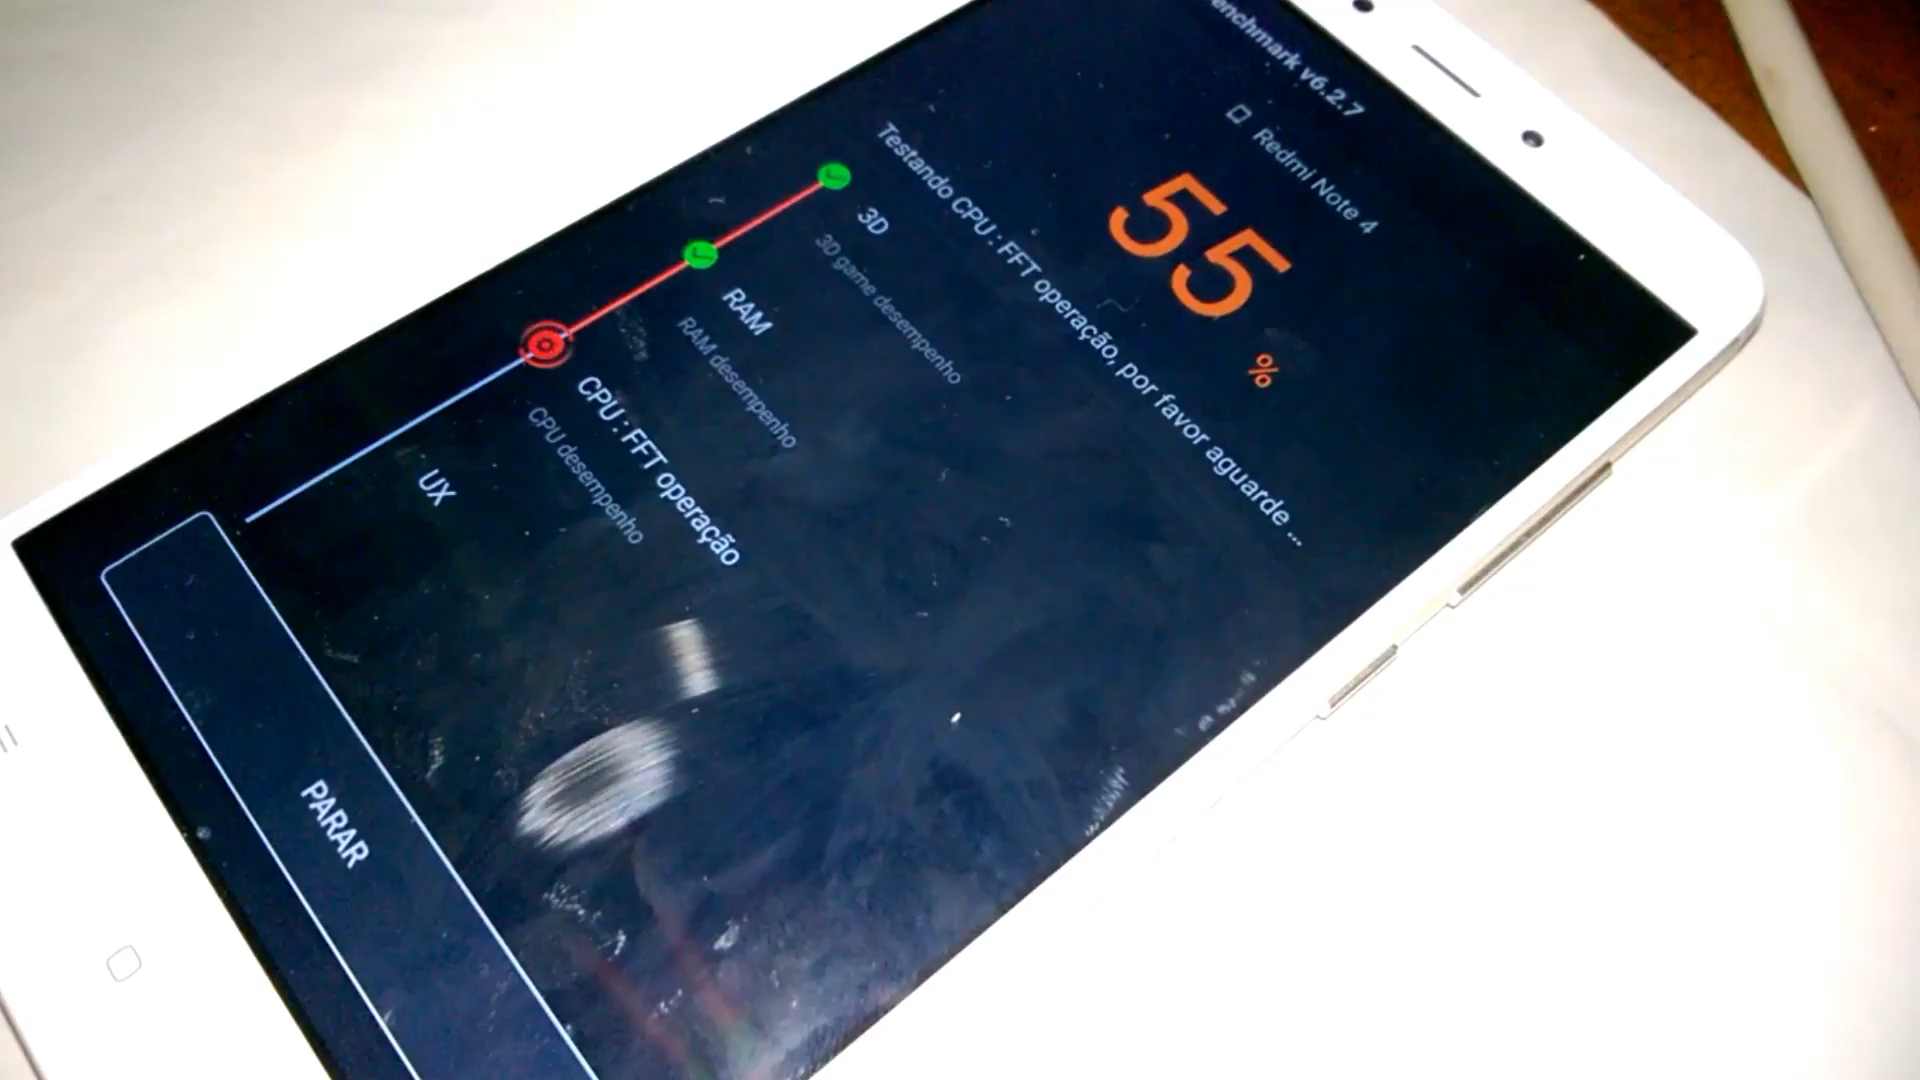 enchmark v6.2.7
Redmi Note 4
55 %
Testando CPU : FFT operação, por favor aguarde ...
3D
3D game desempenho
RAM
RAM desempenho
CPU : FFT operação
CPU desempenho
UX
PARAR